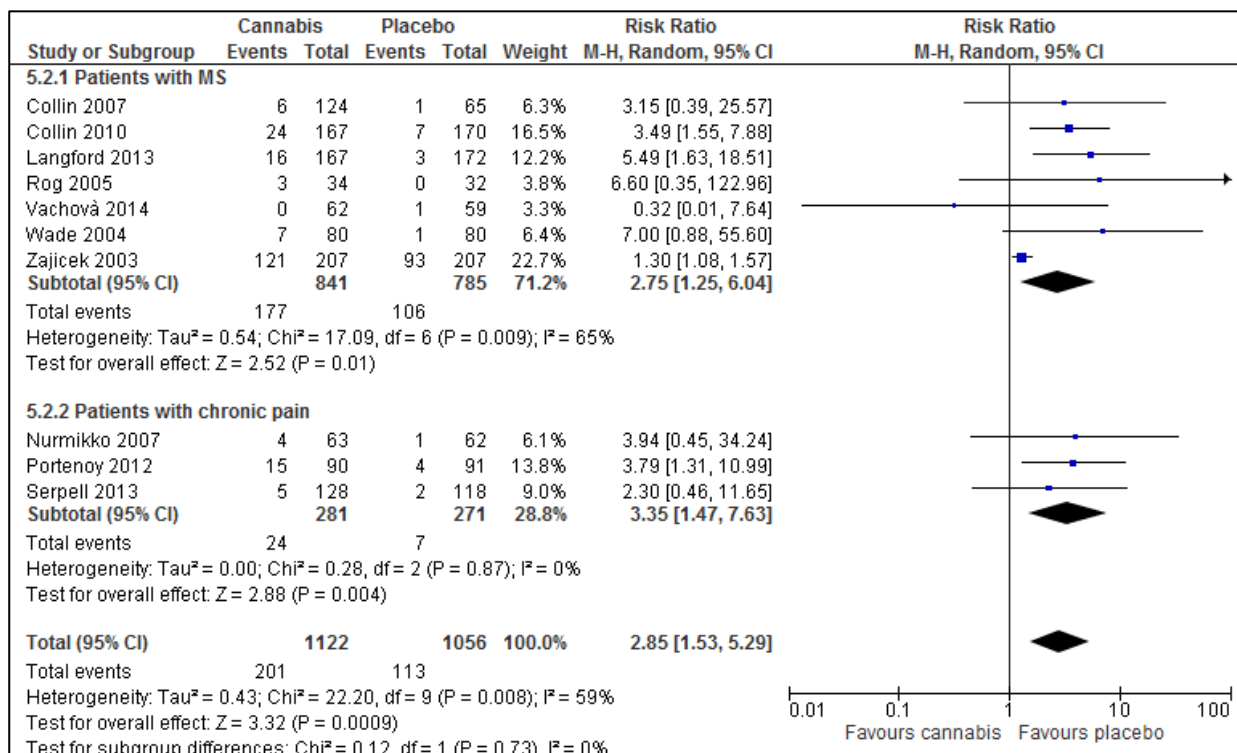 Cannabis Placebo Risk Ratio Risk Ratio
Study or Subgroup Events Total Events Total Weight M-H, Random, 95% CI M-H, Random, 95% CI
5.2.1 Patients with MS
Collin 2007 6 124 1 65 6.3% 3.15 [0.39, 25.57]
Collin 2010 24 167 7 170 16.5% 3.49 [1.55, 7.88]
Langford 2013 16 167 3 172 12.2% 5.49 [1.63, 18.51]
Rog 2005 3 34 0 32 3.8% 6.60 [0.35, 122.96]
Vachovà 2014 0 62 1 59 3.3% 0.32 [0.01, 7.64]
Wade 2004 7 80 1 80 6.4% 7.00 [0.88, 55.60]
Zajicek 2003 121 207 93 207 22.7% 1.30 [1.08, 1.57]
Subtotal (95% CI) 841 785 71.2% 2.75 [1.25, 6.04]
Total events 177 106
Heterogeneity: Tau² = 0.54; Chi² = 17.09, df = 6 (P = 0.009); I² = 65%
Test for overall effect: Z = 2.52 (P = 0.01)
5.2.2 Patients with chronic pain
Nurmikko 2007 4 63 1 62 6.1% 3.94 [0.45, 34.24]
Portenoy 2012 15 90 4 91 13.8% 3.79 [1.31, 10.99]
Serpell 2013 5 128 2 118 9.0% 2.30 [0.46, 11.65]
Subtotal (95% CI) 281 271 28.8% 3.35 [1.47, 7.63]
Total events 24 7
Heterogeneity: Tau² = 0.00; Chi² = 0.28, df = 2 (P = 0.87); I² = 0%
Test for overall effect: Z = 2.88 (P = 0.004)
Total (95% CI) 1122 1056 100.0% 2.85 [1.53, 5.29]
Total events 201 113
Heterogeneity: Tau² = 0.43; Chi² = 22.20, df = 9 (P = 0.008); I² = 59%
Test for overall effect: Z = 3.32 (P = 0.0009)
Test for subgroup differences: Chi² = 0.12, df = 1 (P = 0.73), I² = 0%
0.01 0.1 1 10 100
Favours cannabis Favours placebo